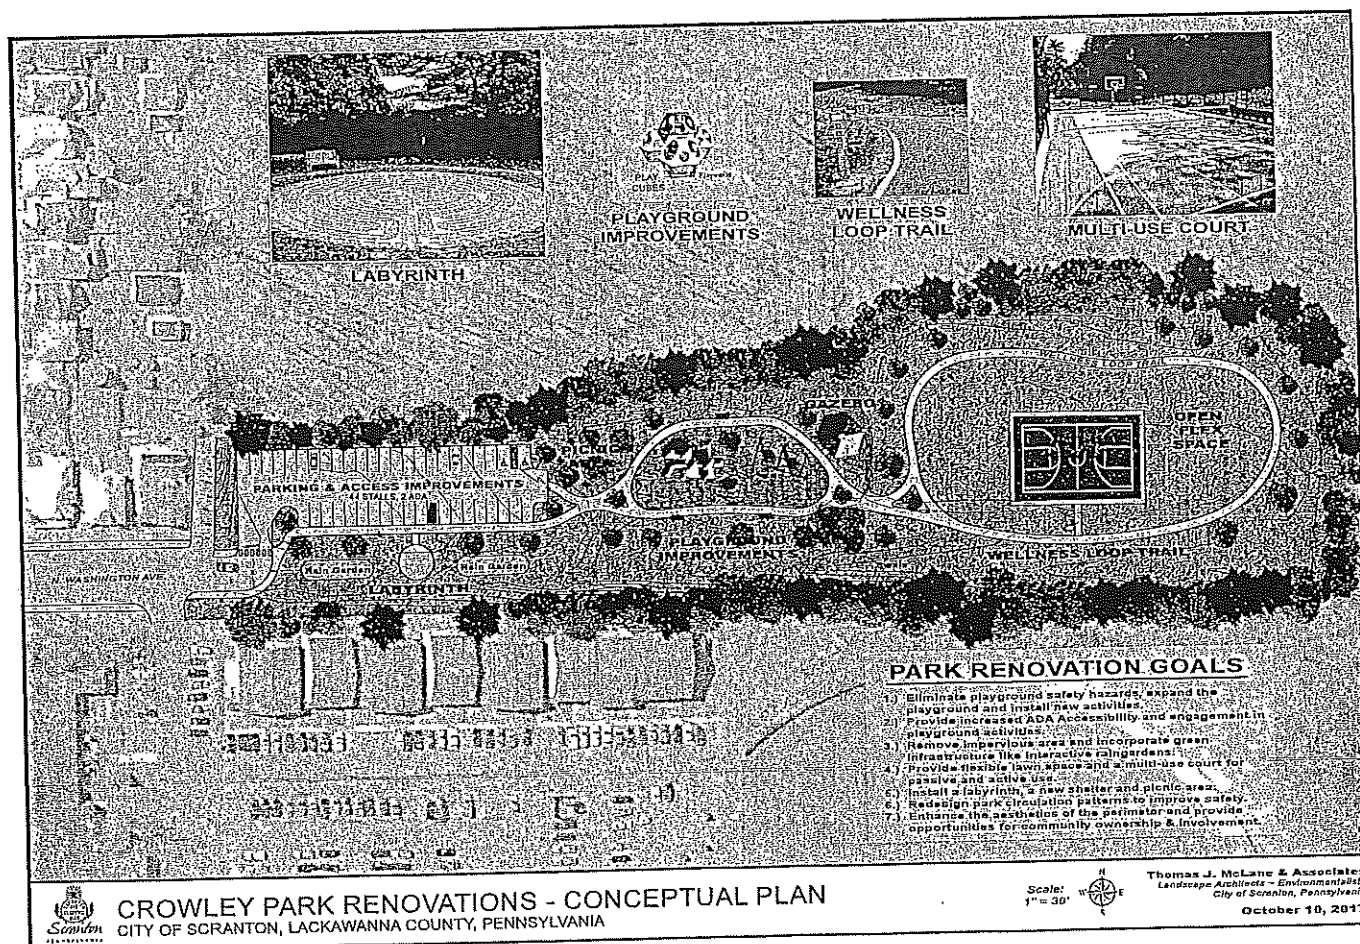 LABYRINTH
PLAY
CUBES
PLAYGROUND
IMPROVEMENTS
WELLNESS
LOOP TRAIL
MULTI-USE COURT
GAZEBO
PICNIC
OPEN
FLEX
SPACE
PARKING & ACCESS IMPROVEMENTS
44 STALLS, 2 ADA
PLAYGROUND
IMPROVEMENTS
WELLNESS LOOP TRAIL
N. WASHINGTON AVE.
Rain Garden
Rain Garden
LABYRINTH
PARK RENOVATION GOALS
1.) Eliminate playground safety hazards, expand the
playground and install new activities.
2.) Provide increased ADA Accessibility and engagement in
playground activities.
3.) Remove impervious area and incorporate green
infrastructure like interactive raingardens.
4.) Provide flexible lawn space and a multi-use court for
passive and active use.
5.) Install a labyrinth, a new shelter and picnic area.
6.) Redesign park circulation patterns to improve safety.
7.) Enhance the aesthetics of the perimeter and provide
opportunities for community ownership & involvement.
Scranton
PENNSYLVANIA
CROWLEY PARK RENOVATIONS - CONCEPTUAL PLAN
CITY OF SCRANTON, LACKAWANNA COUNTY, PENNSYLVANIA
Scale:
1" = 30'
W E
Thomas J. McLane & Associates
Landscape Architects ~ Environmentalists
City of Scranton, Pennsylvania
October 10, 2017